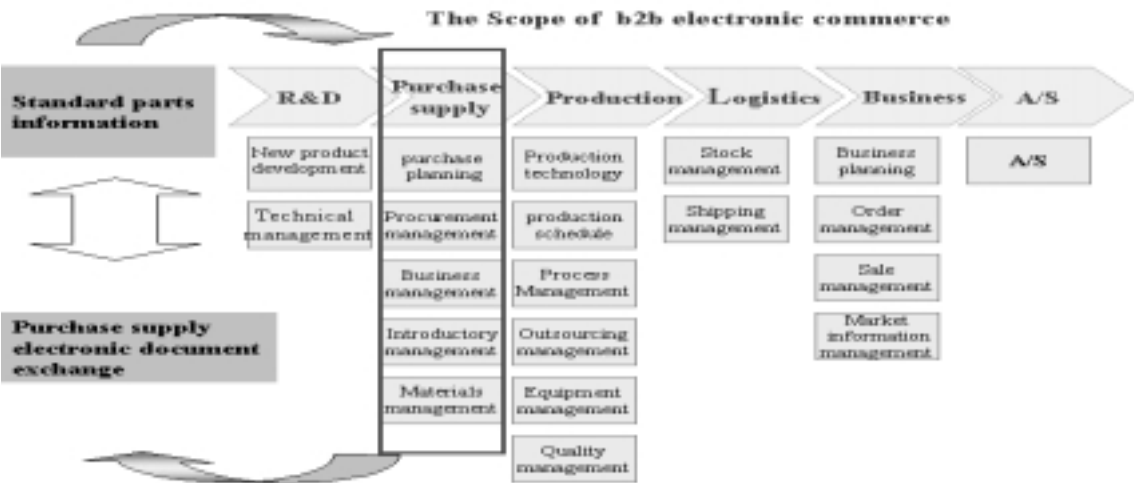 The Scope of b2b electronic commerce
Standard parts
information
R&D
Purchase
supply
Production
Logistics
Business
A/S
New product
development
Technical
management
purchase
planning
Procurement
management
Business
management
Introductory
management
Materials
management
Production
technology
production
schedule
Process
Management
Outsourcing
management
Equipment
management
Quality
management
Stock
management
Shipping
management
Business
planning
Order
management
Sale
management
Market
information
management
A/S
Purchase supply
electronic document
exchange